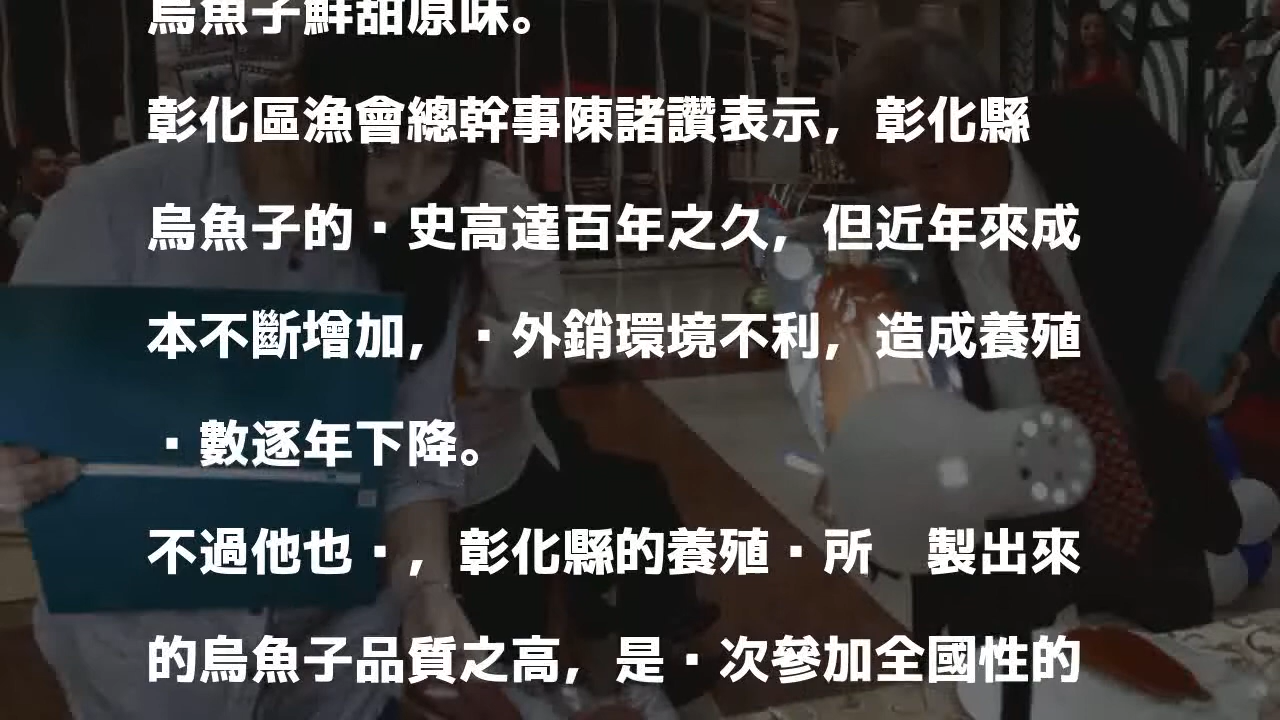 烏魚子鮮甜原味。
彰化區漁會總幹事陳諸讚表示，彰化縣
烏魚子的▪史高達百年之久，但近年來成
本不斷增加，▪外銷環境不利，造成養殖
▪數逐年下降。
不過他也▪，彰化縣的養殖▪所　製出來
的烏魚子品質之高，是▪次參加全國性的